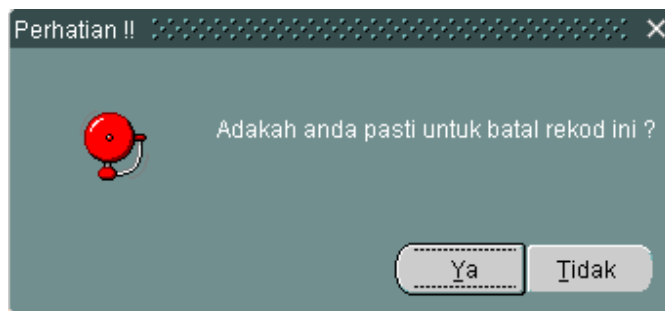 Perhatian !!
Adakah anda pasti untuk batal rekod ini ?
Ya
Tidak